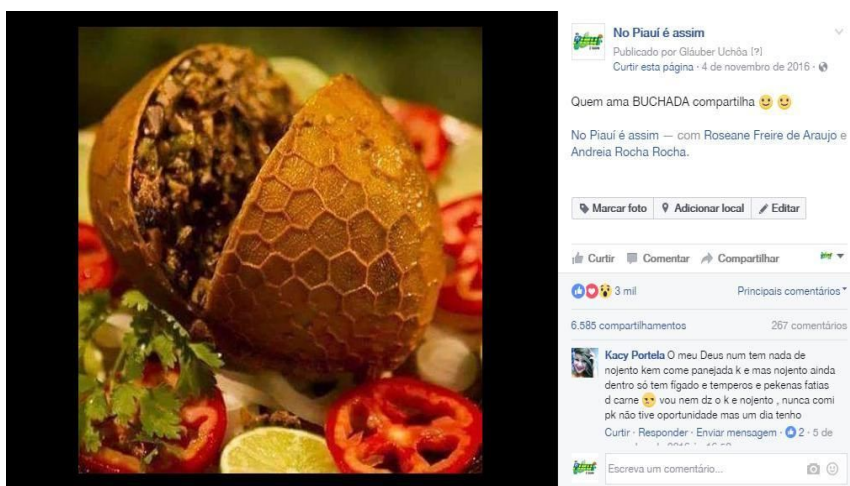 No Piauí é assim
Publicado por Gláuber Uchôa [?]
Curtir esta página · 4 de novembro de 2016 ·
Quem ama BUCHADA compartilha
No Piauí é assim — com Roseane Freire de Araujo e
Andreia Rocha Rocha.
Marcar foto Adicionar local Editar
Curtir Comentar Compartilhar
3 mil Principais comentários
6.585 compartilhamentos 267 comentários
Kacy Portela O meu Deus num tem nada de
nojento kem come panejada k e mas nojento ainda
dentro só tem fígado e temperos e pekenas fatias
d carne vou nem dz o k e nojento , nunca comi
pk não tive oportunidade mas um dia tenho
Curtir · Responder · Enviar mensagem · 2 · 5 de
Escreva um comentário...